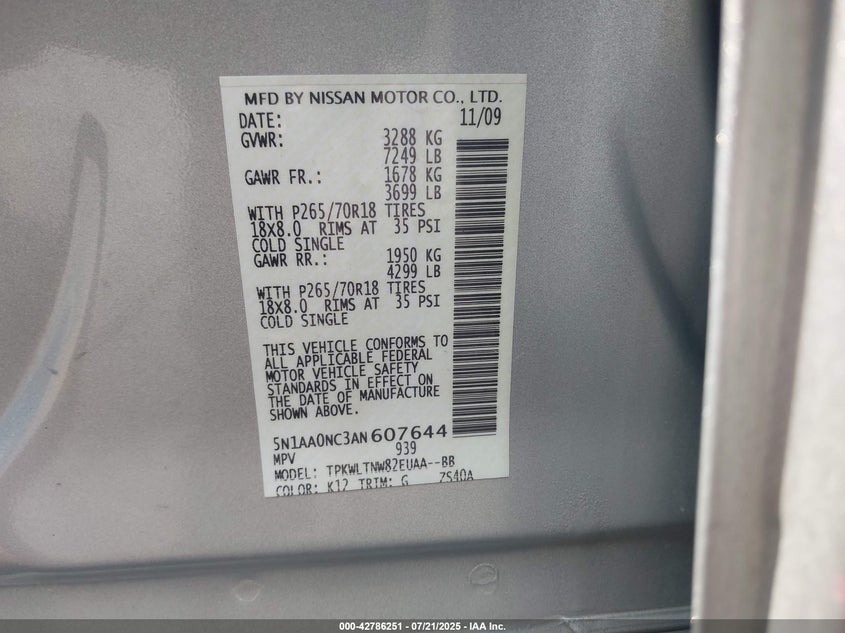 MFD BY NISSAN MOTOR CO., LTD.
DATE: 11/09
GVWR: 3288 KG
7249 LB
GAWR FR.: 1678 KG
3699 LB
WITH P265/70R18 TIRES
18X8.0 RIMS AT 35 PSI
COLD SINGLE
GAWR RR.: 1950 KG
4299 LB
WITH P265/70R18 TIRES
18X8.0 RIMS AT 35 PSI
COLD SINGLE
THIS VEHICLE CONFORMS TO
ALL APPLICABLE FEDERAL
MOTOR VEHICLE SAFETY
STANDARDS IN EFFECT ON
THE DATE OF MANUFACTURE
SHOWN ABOVE.
5N1AA0NC3AN607644
MPV 939
MODEL: TPKWLTNW82EUAA--BB
COLOR: K12 TRIM: G ZS40A
000-42786251 - 07/21/2025 - IAA Inc.